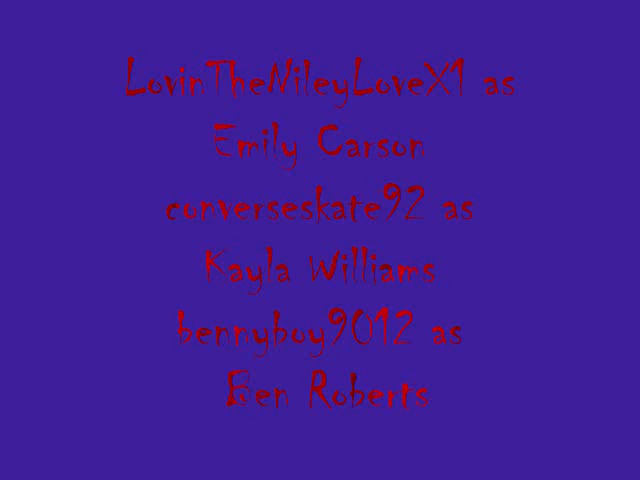 LovinTheNileyLoveX1 as
Emily Carson
converseskate92 as
Kayla Williams
bennyboy9012 as
Ben Roberts